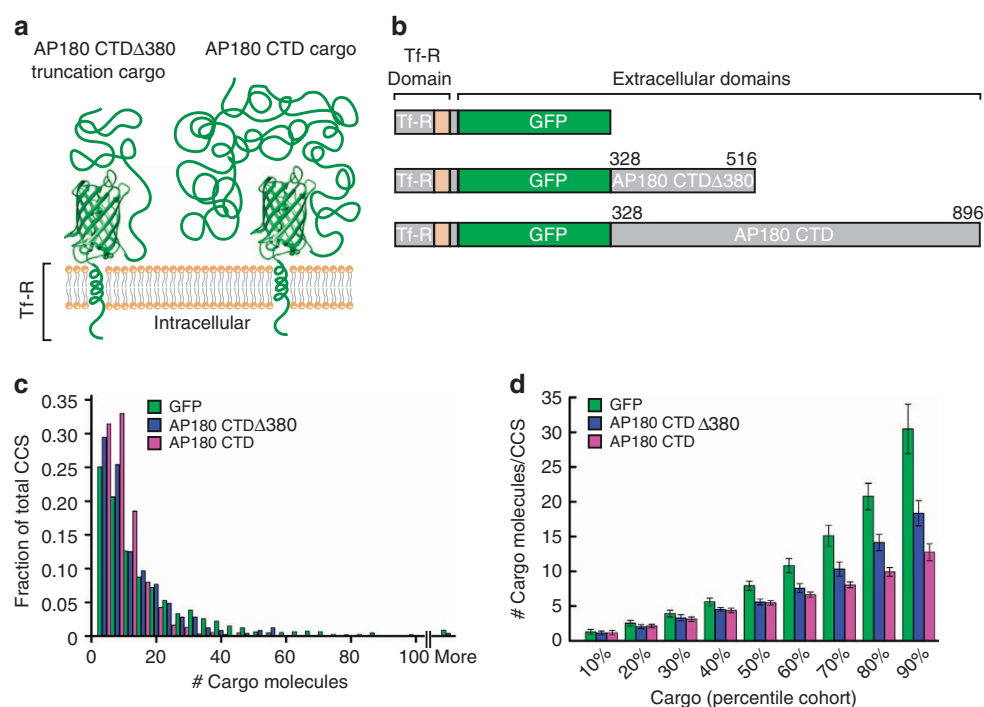 a
AP180 CTDΔ380
truncation cargo
AP180 CTD cargo
Tf-R
Intracellular
b
Tf-R
Domain
Extracellular domains
Tf-R
GFP
328
516
Tf-R
GFP
AP180 CTDΔ380
328
896
Tf-R
GFP
AP180 CTD
c
GFP
AP180 CTDΔ380
AP180 CTD
Fraction of total CCS
0.35
0.30
0.25
0.20
0.15
0.10
0.05
0
0 20 40 60 80 100 More
# Cargo molecules
d
GFP
AP180 CTD Δ380
AP180 CTD
# Cargo molecules/CCS
35
30
25
20
15
10
5
0
10% 20% 30% 40% 50% 60% 70% 80% 90%
Cargo (percentile cohort)